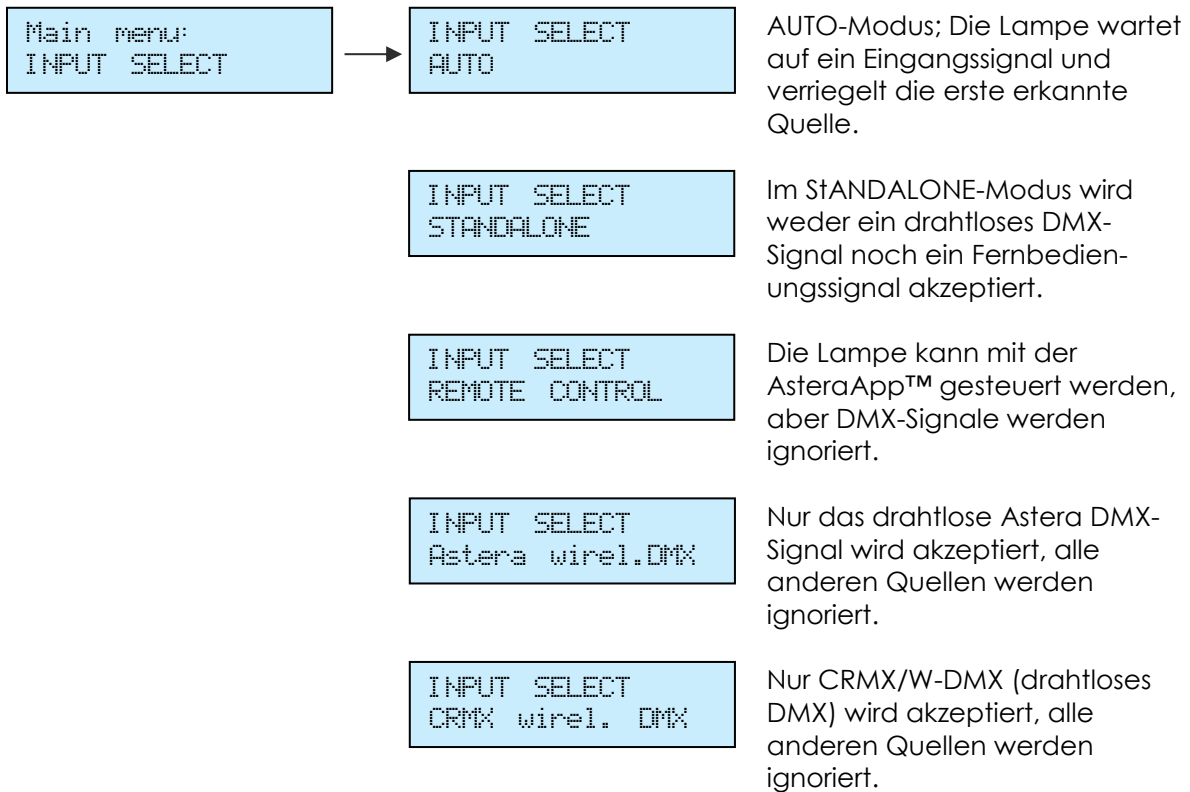 Main menu:
INPUT SELECT
INPUT SELECT
AUTO
AUTO-Modus; Die Lampe wartet
auf ein Eingangssignal und
verriegelt die erste erkannte
Quelle.
INPUT SELECT
STANDALONE
Im StANDALONE-Modus wird
weder ein drahtloses DMX-
Signal noch ein Fernbedien-
ungssignal akzeptiert.
INPUT SELECT
REMOTE CONTROL
Die Lampe kann mit der
AsteraApp™ gesteuert werden,
aber DMX-Signale werden
ignoriert.
INPUT SELECT
Astera wirel.DMX
Nur das drahtlose Astera DMX-
Signal wird akzeptiert, alle
anderen Quellen werden
ignoriert.
INPUT SELECT
CRMX wirel. DMX
Nur CRMX/W-DMX (drahtloses
DMX) wird akzeptiert, alle
anderen Quellen werden
ignoriert.